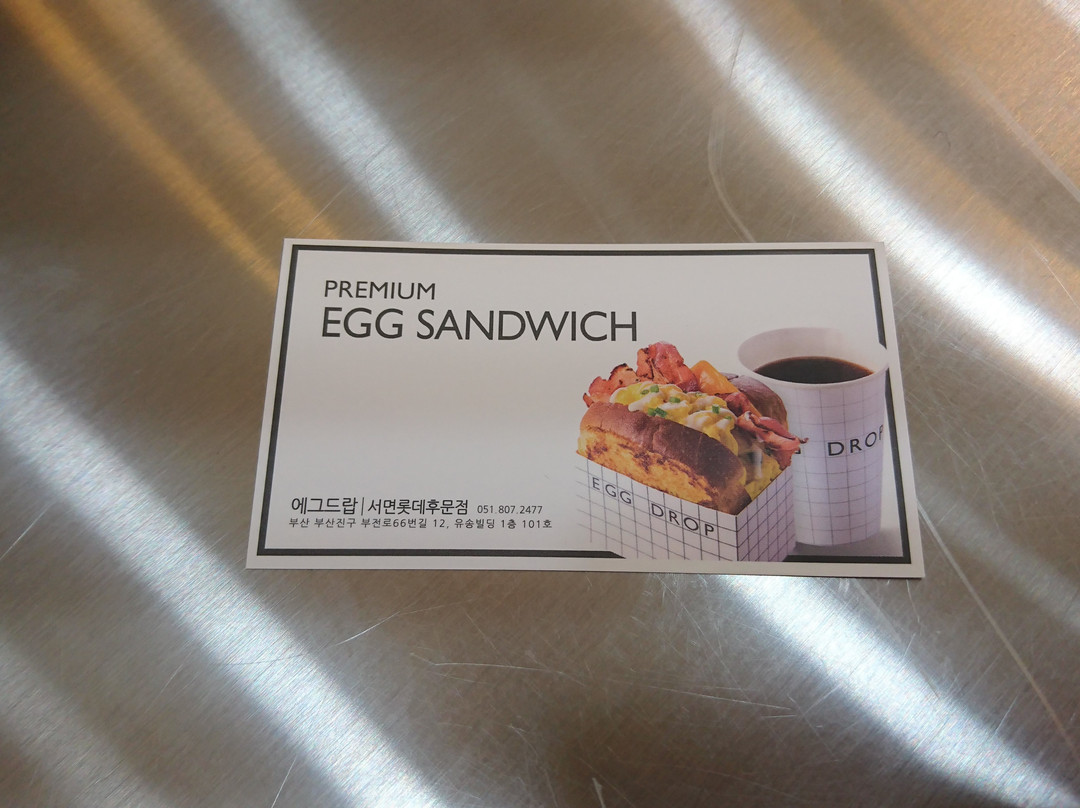 PREMIUM
EGG SANDWICH
에그드랍 | 서면롯데후문점 051.807.2477
부산 부산진구 부전로66번길 12, 유송빌딩 1층 101호
EGG DROP
DROP